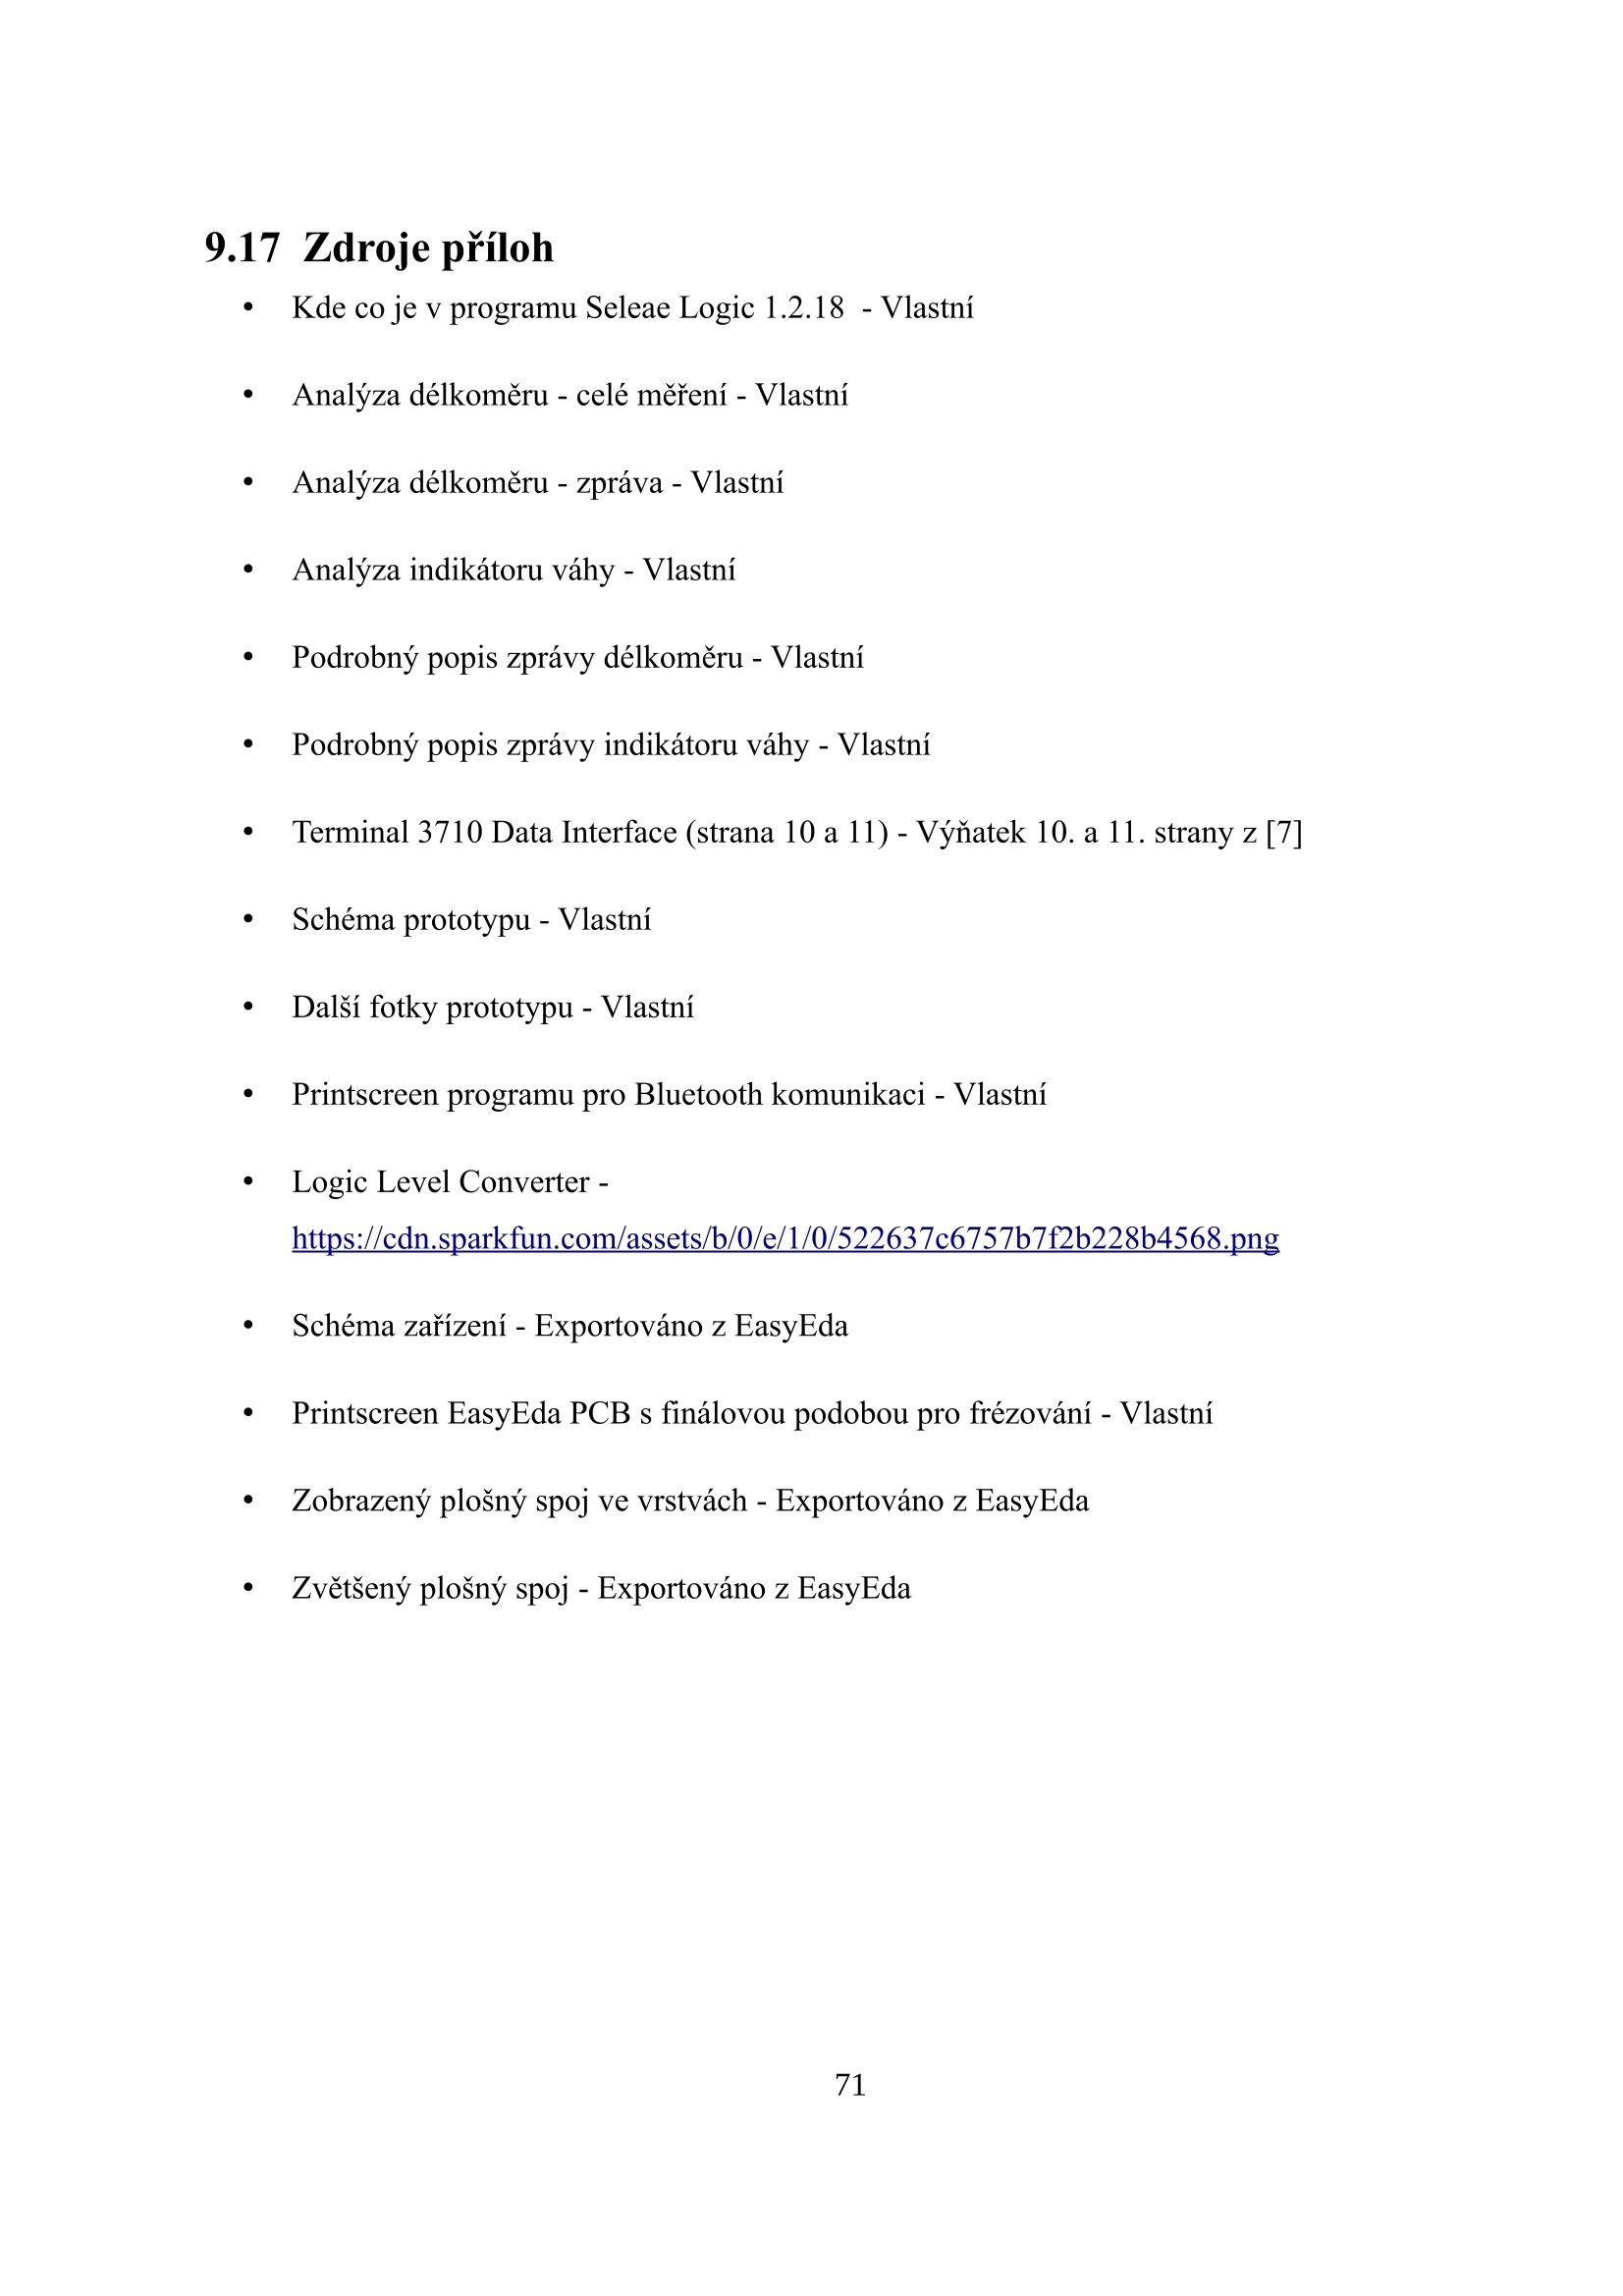 9.17 Zdroje příloh
• Kde co je v programu Seleae Logic 1.2.18 - Vlastní
• Analýza délkoměru - celé měření - Vlastní
• Analýza délkoměru - zpráva - Vlastní
• Analýza indikátoru váhy - Vlastní
• Podrobný popis zprávy délkoměru - Vlastní
• Podrobný popis zprávy indikátoru váhy - Vlastní
• Terminal 3710 Data Interface (strana 10 a 11) - Výňatek 10. a 11. strany z [7]
• Schéma prototypu - Vlastní
• Další fotky prototypu - Vlastní
• Printscreen programu pro Bluetooth komunikaci - Vlastní
• Logic Level Converter -
https://cdn.sparkfun.com/assets/b/0/e/1/0/522637c6757b7f2b228b4568.png
• Schéma zařízení - Exportováno z EasyEda
• Printscreen EasyEda PCB s finálovou podobou pro frézování - Vlastní
• Zobrazený plošný spoj ve vrstvách - Exportováno z EasyEda
• Zvětšený plošný spoj - Exportováno z EasyEda
71